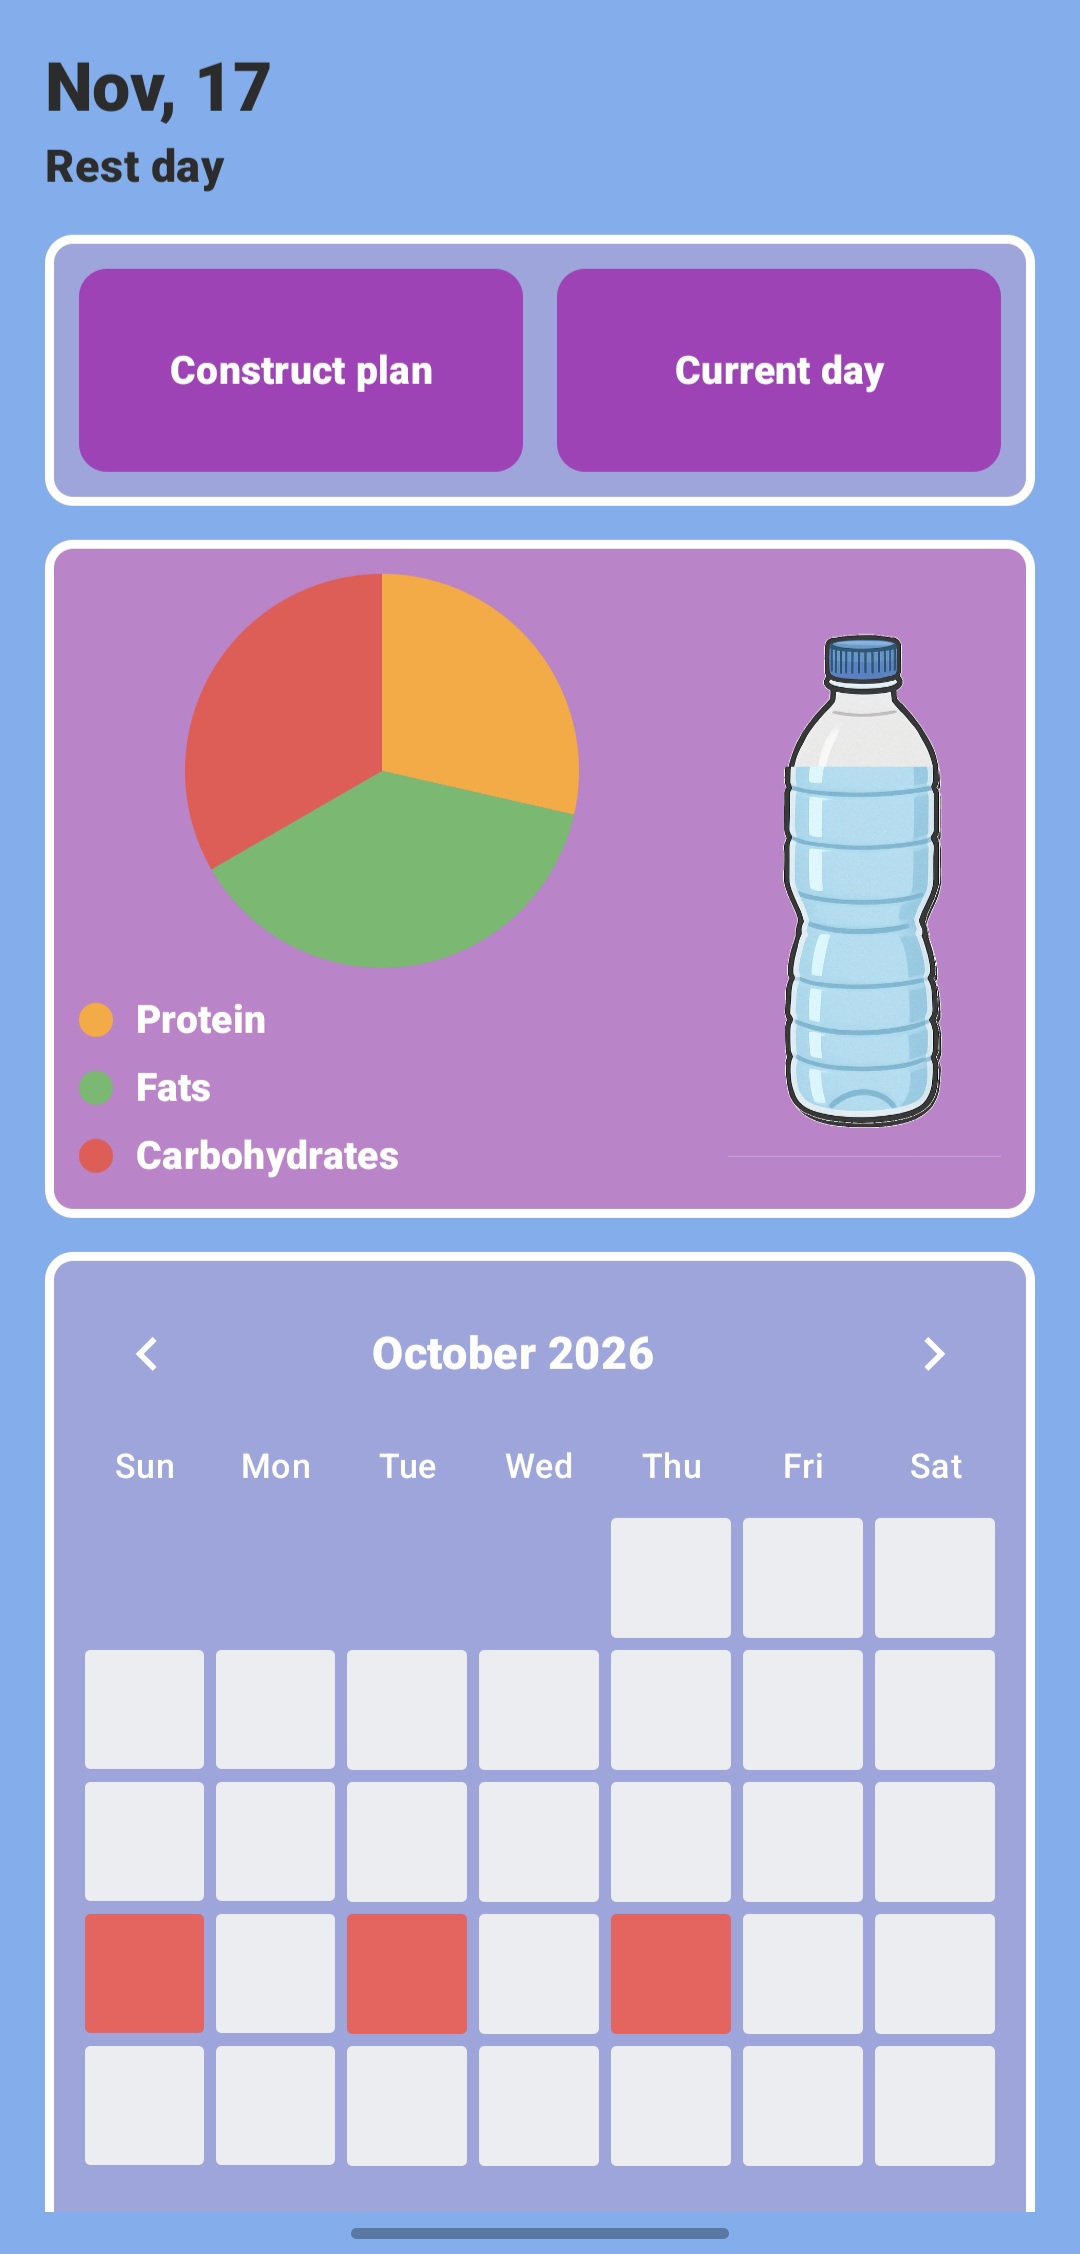 Nov, 17
Rest day
Construct plan
Current day
Protein
Fats
Carbohydrates
October 2026
Sun Mon Tue Wed Thu Fri Sat